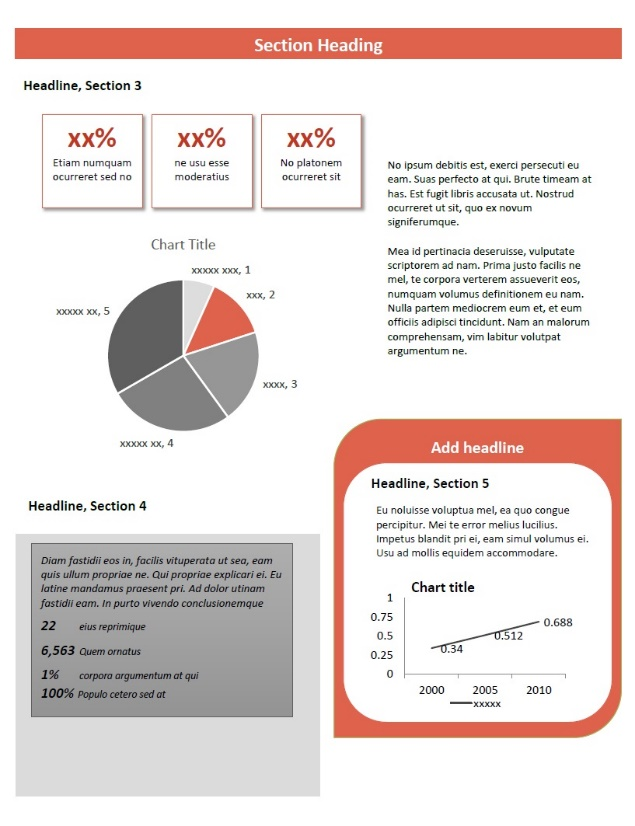 Section Heading
Headline, Section 3
xx%
Etiam numquam
ocurreret sed no
xx%
ne usu esse
moderatius
xx%
No platonem
ocurreret sit
No ipsum debitis est, exerci persecuti eu
eam. Suas perfecto at qui. Brute timeam at
has. Est fugit libris accusata ut. Nostrud
ocurreret ut sit, quo ex novum
signiferumque.
Mea id pertinacia deseruisse, vulputate
scriptorem ad nam. Prima justo facilis ne
mel, te corpora verterem assueverit eos,
numquam volumus definitionem eu nam.
Nulla partem mediocrem eum et, et eum
officiis adipisci tincidunt. Nam an malorum
comprehensam, vim labitur volutpat
argumentum ne.
Chart Title
xxxxx xxx, 1
xxx, 2
xxxx, 3
xxxxx xx, 4
xxxxx xx, 5
Headline, Section 4
Diam fastidii eos in, facilis vituperata ut sea, eam
quis ullum propriae ne. Qui propriae explicari ei. Eu
latine mandamus praesent pri. Ad dolor utinam
fastidii eam. In purto vivendo conclusionemque
22 eius reprimique
6,563 Quem ornatus
1% corpora argumentum at qui
100% Populo cetero sed at
Add headline
Headline, Section 5
Eu noluisse voluptua mel, ea quo congue
percipitur. Mei te error melius lucilius.
Impetus blandit pri ei, eam simul volumus ei.
Usu ad mollis equidem accommodare.
Chart title
1
0.75
0.5
0.25
0
0.34
0.512
0.688
2000 2005 2010
xxxxx